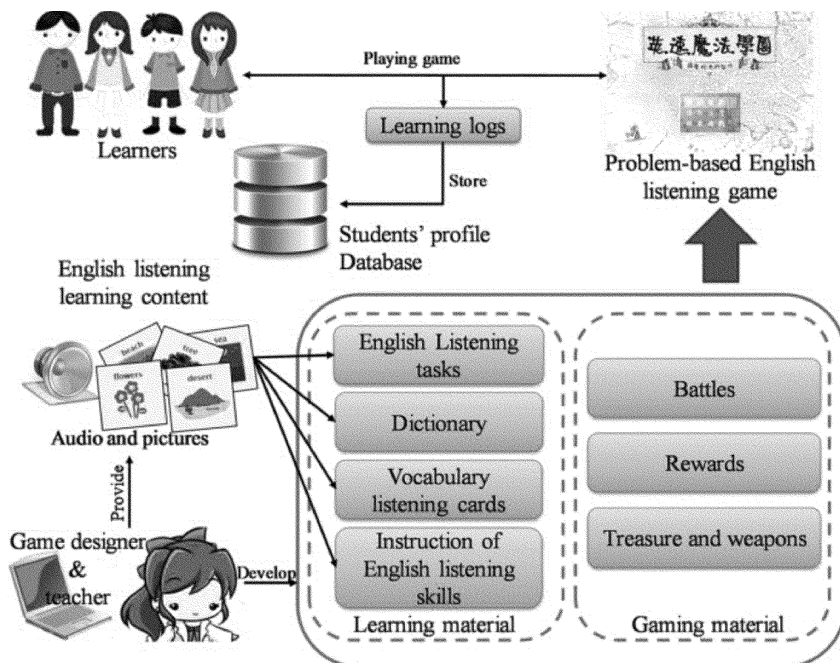 Playing game
Learning logs
Learners
Store
Problem-based English
listening game
Students’ profile
Database
English listening
learning content
beach
tree
sea
flowers
desert
Audio and pictures
Provide
Game designer
&
teacher
Develop
English Listening
tasks
Dictionary
Vocabulary
listening cards
Instruction of
English listening
skills
Learning material
Battles
Rewards
Treasure and weapons
Gaming material